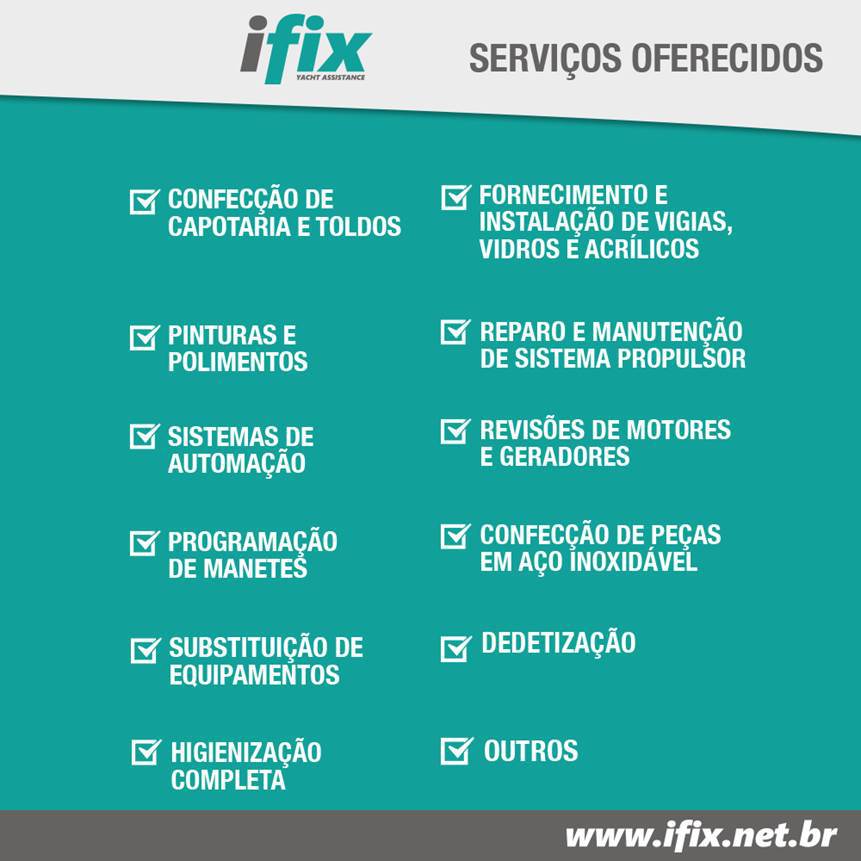 ifix
YACHT ASSISTANCE
SERVIÇOS OFERECIDOS
CONFECÇÃO DE
CAPOTARIA E TOLDOS
PINTURAS E
POLIMENTOS
SISTEMAS DE
AUTOMAÇÃO
PROGRAMAÇÃO
DE MANETES
SUBSTITUIÇÃO DE
EQUIPAMENTOS
HIGIENIZAÇÃO
COMPLETA
FORNECIMENTO E
INSTALAÇÃO DE VIGIAS,
VIDROS E ACRÍLICOS
REPARO E MANUTENÇÃO
DE SISTEMA PROPULSOR
REVISÕES DE MOTORES
E GERADORES
CONFECÇÃO DE PEÇAS
EM AÇO INOXIDÁVEL
DEDETIZAÇÃO
OUTROS
www.ifix.net.br